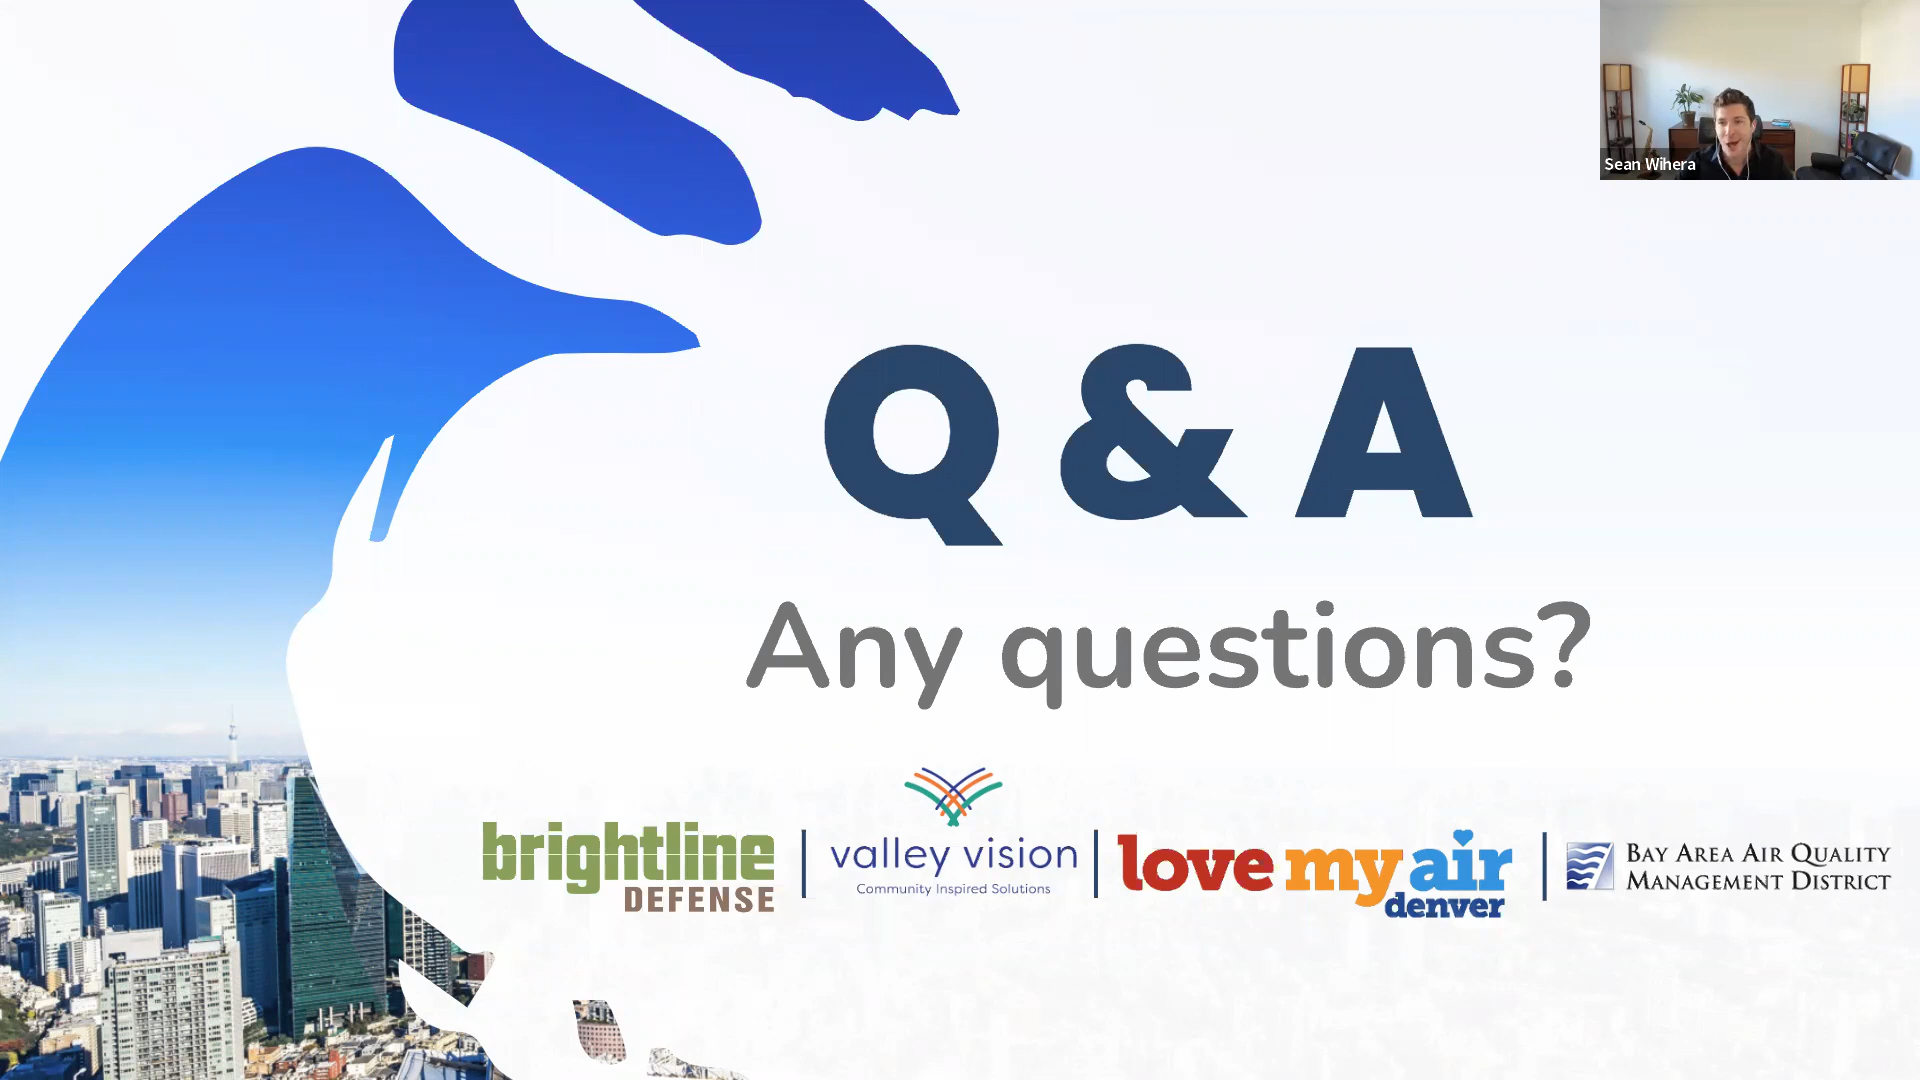 Sean Wihera
Q & A
Any questions?
brightline
DEFENSE
valley vision
Community Inspired Solutions
love my air
denver
BAY AREA AIR QUALITY
MANAGEMENT DISTRICT